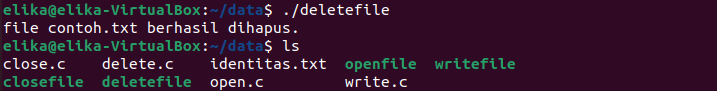 elika@elika-VirtualBox:~/data$ ./deletefile
file contoh.txt berhasil dihapus.
elika@elika-VirtualBox:~/data$ ls
close.c    delete.c    identitas.txt  openfile  writefile
closefile  deletefile  open.c         write.c